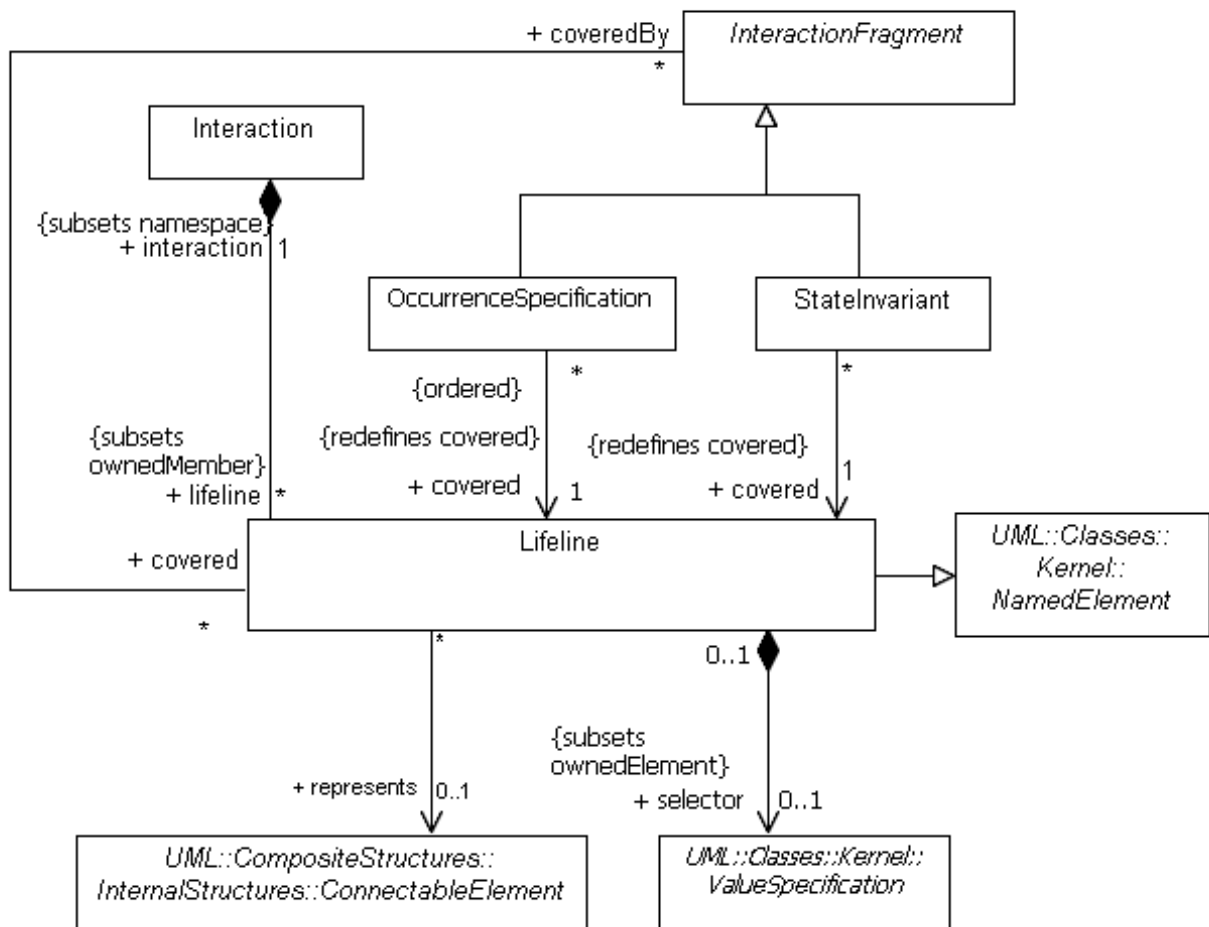 + coveredBy
*
InteractionFragment
Interaction
{subsets namespace}
+ interaction
1
OccurrenceSpecification
StateInvariant
*
{ordered}
{redefines covered}
+ covered
1
*
{redefines covered}
+ covered
1
{subsets
ownedMember}
+ lifeline
*
Lifeline
+ covered
*
UML::Classes::
Kernel::
NamedElement
*
+ represents
0..1
0..1
{subsets
ownedElement}
+ selector
0..1
UML::CompositeStructures::
InternalStructures::ConnectableElement
UML::Classes::Kernel::
ValueSpecification